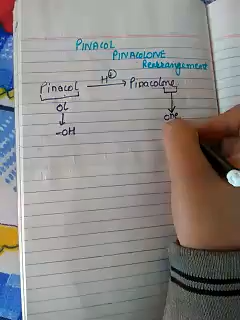 PINACOL
PINACOLONE
Rearrangement
Pinacol H⊕ → Pinacolone
OL one
↓ ↓
-OH